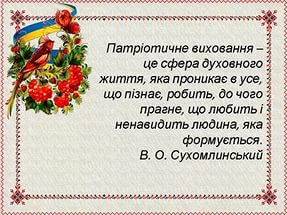 Патріотичне виховання –
це сфера духовного
життя, яка проникає в усе,
що пізнає, робить, до чого
прагне, що любить і
ненавидить людина, яка
формується.
В. О. Сухомлинський